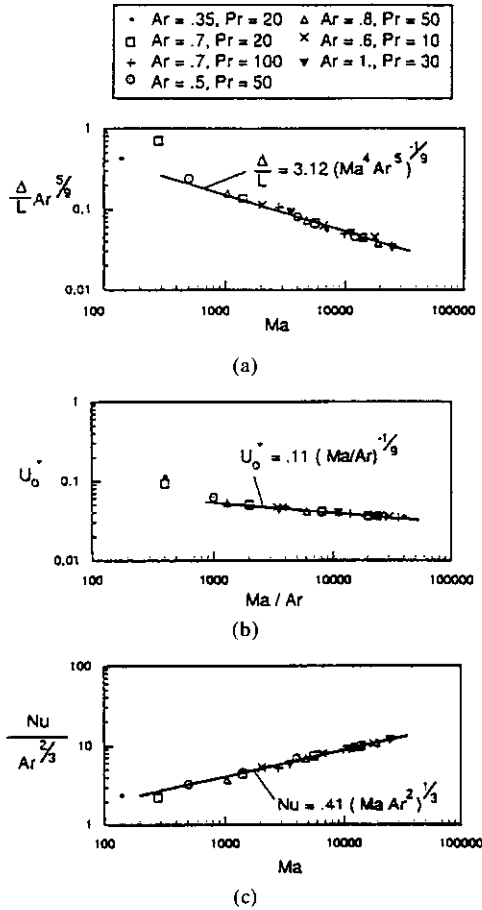 Ar = .35, Pr = 20
Ar = .8, Pr = 50
Ar = .7, Pr = 20
Ar = .6, Pr = 10
Ar = .7, Pr = 100
Ar = 1., Pr = 30
Ar = .5, Pr = 50
1
0.1
0.01
Δ/L Ar^5/9
Δ/L = 3.12 (Ma^4 Ar^5)^-1/9
100
1000
10000
100000
Ma
(a)
1
0.1
0.01
U_o^*
U_o^* = .11 (Ma/Ar)^-1/9
100
1000
10000
100000
Ma / Ar
(b)
100
10
1
Nu / Ar^2/3
Nu = .41 (Ma Ar^2)^1/3
100
1000
10000
100000
Ma
(c)